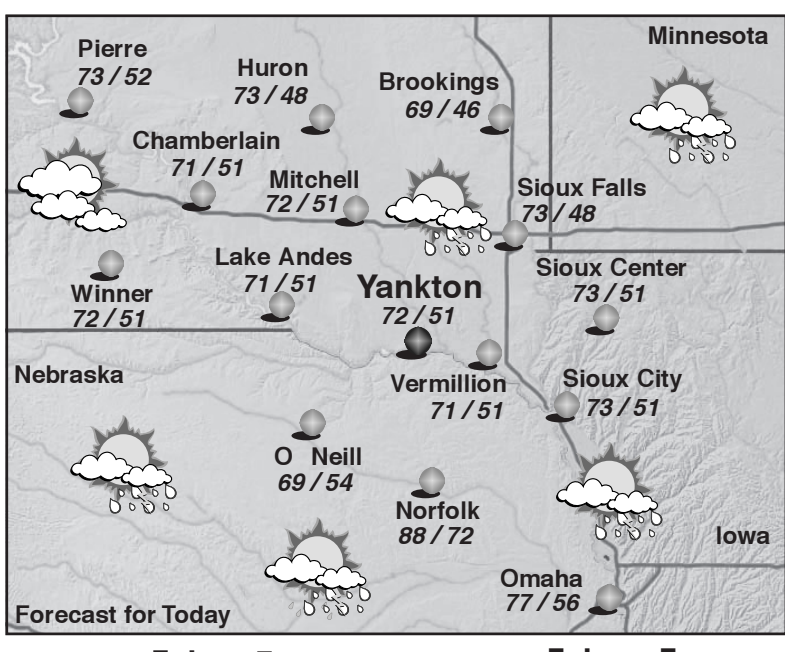 Minnesota
Pierre
73 / 52
Huron
73 / 48
Brookings
69 / 46
Chamberlain
71 / 51
Mitchell
72 / 51
Sioux Falls
73 / 48
Winner
72 / 51
Lake Andes
71 / 51
Yankton
72 / 51
Sioux Center
73 / 51
Nebraska
Vermillion
71 / 51
Sioux City
73 / 51
O Neill
69 / 54
Norfolk
88 / 72
Iowa
Omaha
77 / 56
Forecast for Today